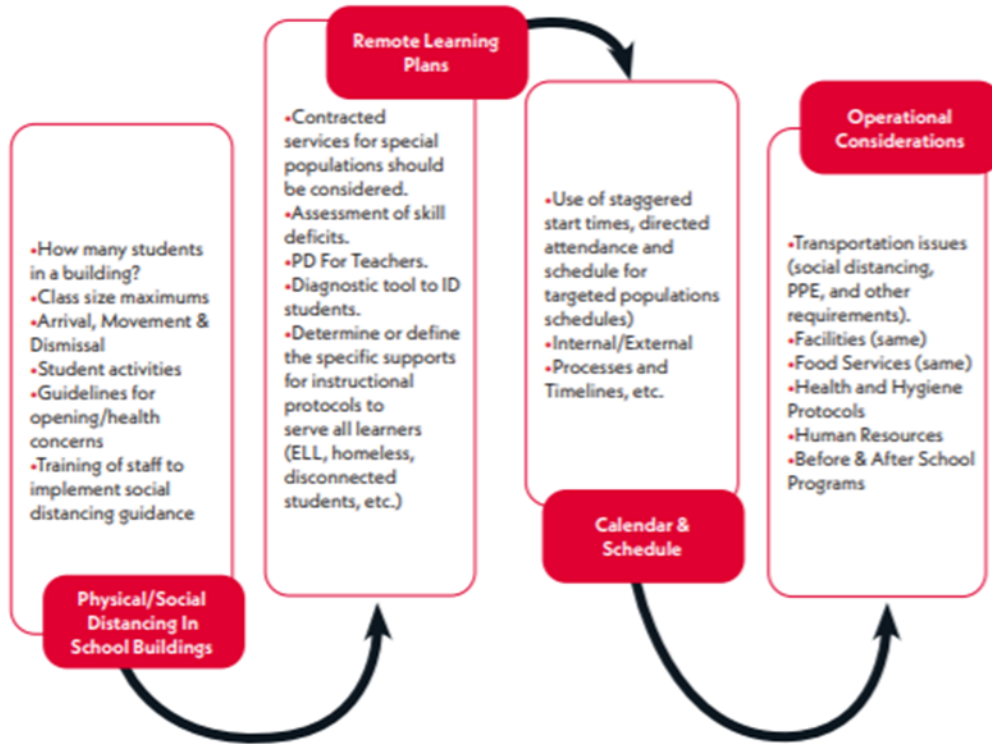 •How many students
in a building?
•Class size maximums
•Arrival, Movement &
Dismissal
•Student activities
•Guidelines for
opening/health
concerns
•Training of staff to
implement social
distancing guidance
Physical/Social
Distancing In
School Buildings
Remote Learning
Plans
•Contracted
services for special
populations should
be considered.
•Assessment of skill
deficits.
•PD For Teachers.
•Diagnostic tool to ID
students.
•Determine or define
the specific supports
for instructional
protocols to
serve all learners
(ELL, homeless,
disconnected
students, etc.)
•Use of staggered
start times, directed
attendance and
schedule for
targeted populations
schedules)
•Internal/External
•Processes and
Timelines, etc.
Calendar &
Schedule
Operational
Considerations
•Transportation issues
(social distancing,
PPE, and other
requirements).
•Facilities (same)
•Food Services (same)
•Health and Hygiene
Protocols
•Human Resources
•Before & After School
Programs